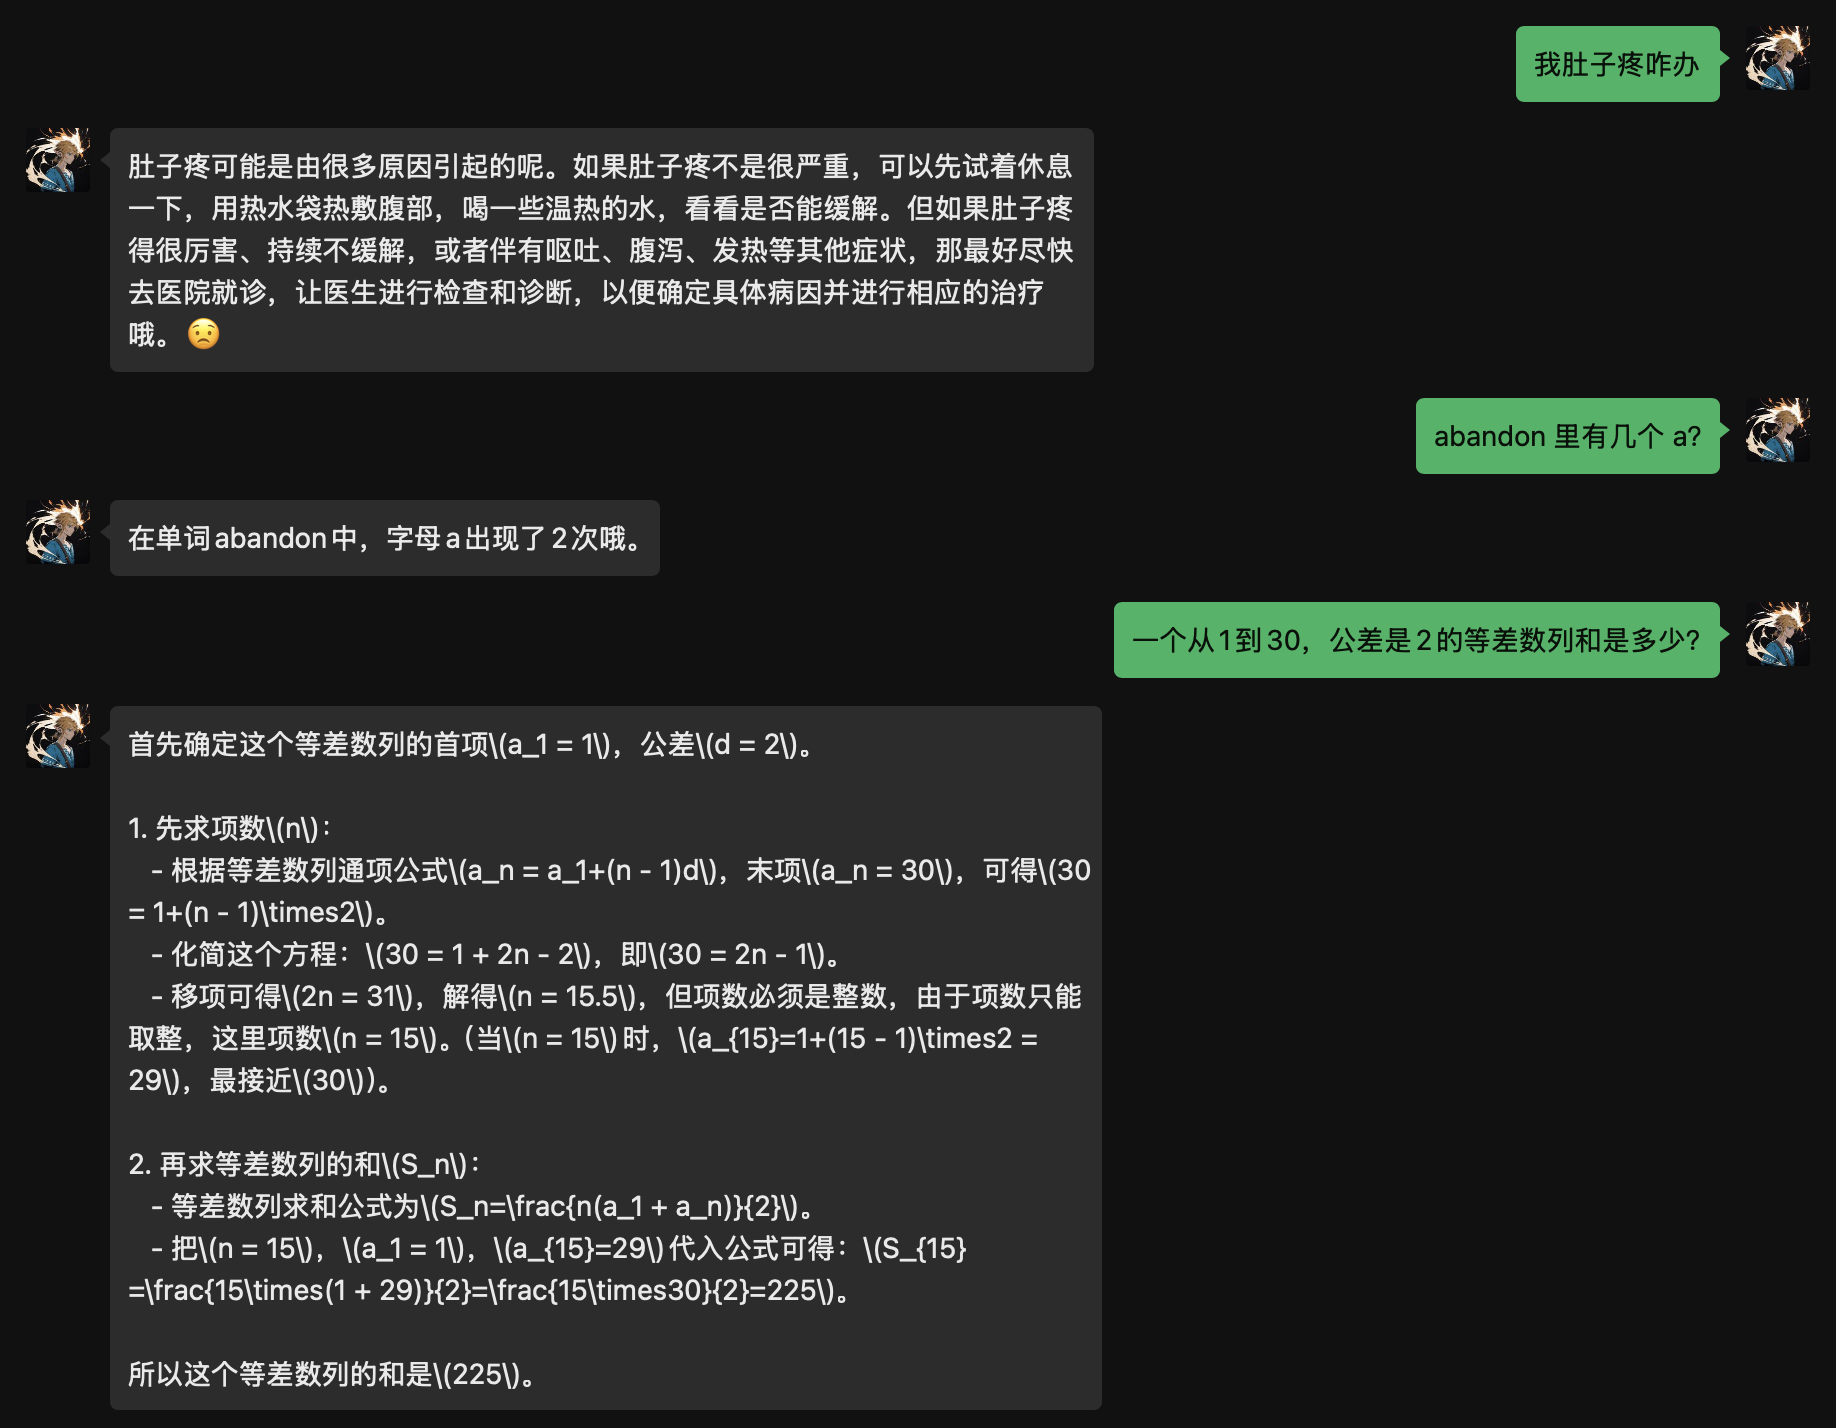 我肚子疼咋办
肚子疼可能是由很多原因引起的呢。如果肚子疼不是很严重，可以先试着休息
一下，用热水袋热敷腹部，喝一些温热的水，看看是否能缓解。但如果肚子疼
得很厉害、持续不缓解，或者伴有呕吐、腹泻、发热等其他症状，那最好尽快
去医院就诊，让医生进行检查和诊断，以便确定具体病因并进行相应的治疗
哦。😟
abandon 里有几个 a?
在单词abandon中，字母a出现了2次哦。
一个从1到30，公差是2的等差数列和是多少?
首先确定这个等差数列的首项\(a_1 = 1\)，公差\(d = 2\)。
1. 先求项数\(n\)：
- 根据等差数列通项公式\(a_n = a_1+(n - 1)d\)，末项\(a_n = 30\)，可得\(30
= 1+(n - 1)\times2\)。
- 化简这个方程：\(30 = 1 + 2n - 2\)，即\(30 = 2n - 1\)。
- 移项可得\(2n = 31\)，解得\(n = 15.5\)，但项数必须是整数，由于项数只能
取整，这里项数\(n = 15\)。（当\(n = 15\)时，\(a_{15}=1+(15 - 1)\times2 =
29\)，最接近\(30\)）。
2. 再求等差数列的和\(S_n\)：
- 等差数列求和公式为\(S_n=\frac{n(a_1 + a_n)}{2}\)。
- 把\(n = 15\)，\(a_1 = 1\)，\(a_{15}=29\)代入公式可得：\(S_{15}
=\frac{15\times(1 + 29)}{2}=\frac{15\times30}{2}=225\)。
所以这个等差数列的和是\(225\)。